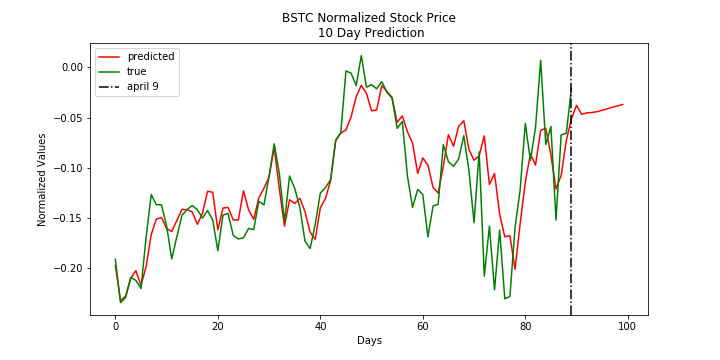 BSTC Normalized Stock Price
10 Day Prediction
predicted
true
april 9
Normalized Values
0.00
−0.05
−0.10
−0.15
−0.20
0
20
40
60
80
100
Days